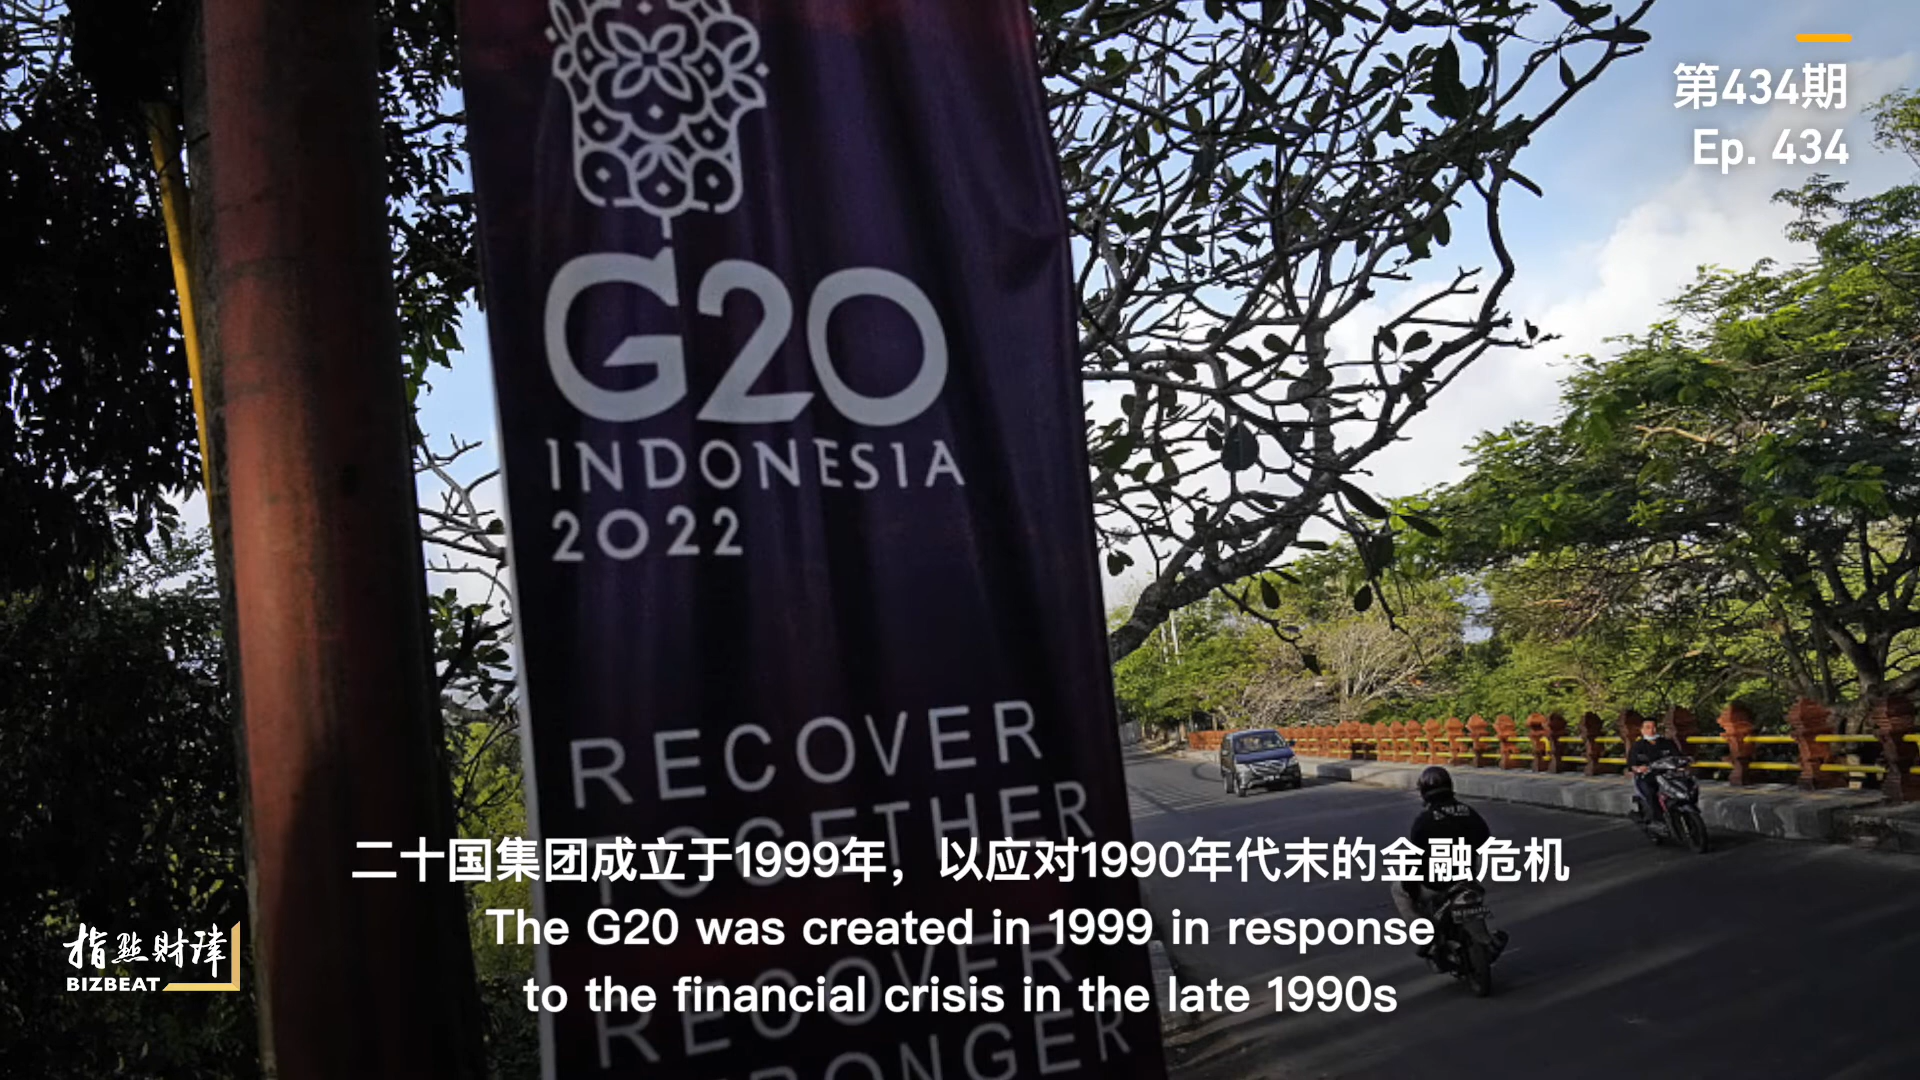 第434期
Ep. 434
G20
INDONESIA
2022
RECOVER
TOGETHER
二十国集团成立于1999年，以应对1990年代末的金融危机
The G20 was created in 1999 in response
to the financial crisis in the late 1990s
RECOVER
指点财津
BIZBEAT